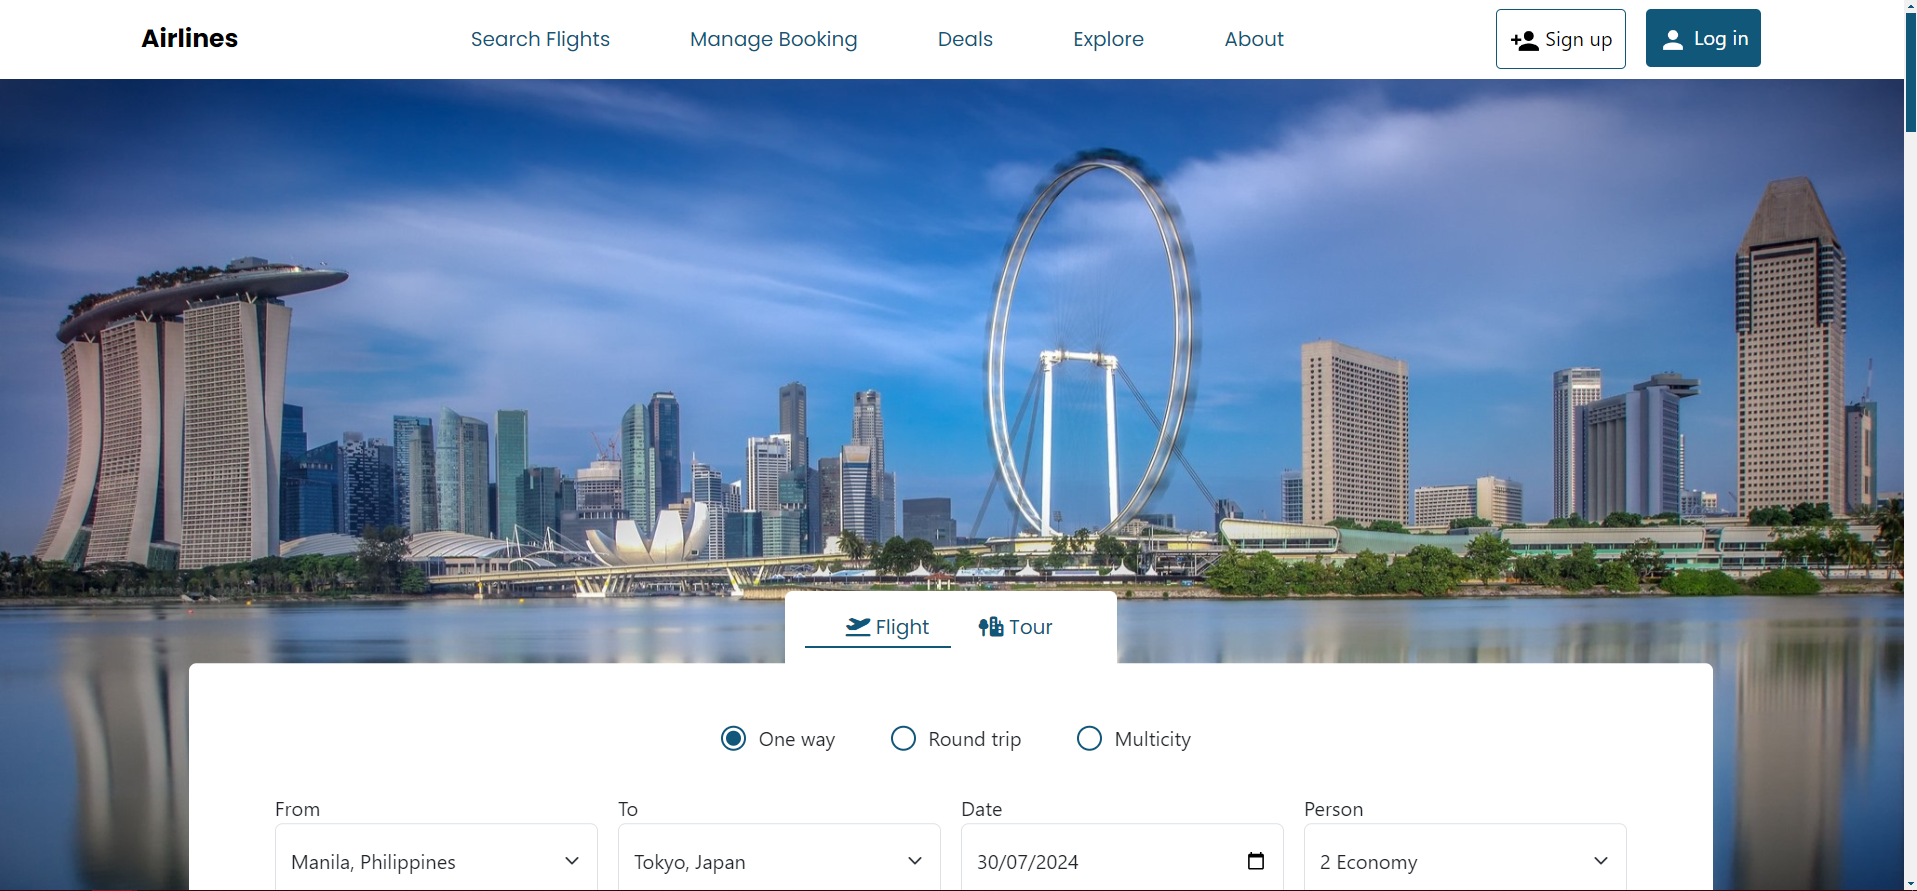 Airlines
Search Flights
Manage Booking
Deals
Explore
About
Sign up
Log in
Flight
Tour
One way
Round trip
Multicity
From
To
Date
Person
Manila, Philippines
Tokyo, Japan
30/07/2024
2 Economy